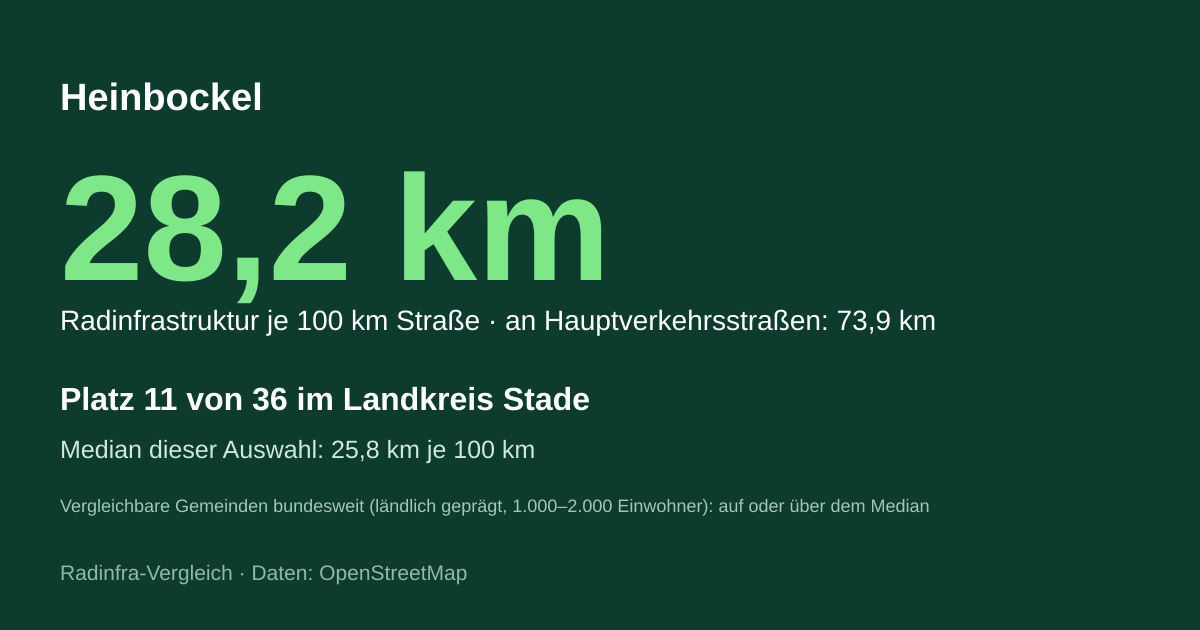 Heinbockel
28,2 km
Radinfrastruktur je 100 km Straße · an Hauptverkehrsstraßen: 73,9 km
Platz 11 von 36 im Landkreis Stade
Median dieser Auswahl: 25,8 km je 100 km
Vergleichbare Gemeinden bundesweit (ländlich geprägt, 1.000–2.000 Einwohner): auf oder über dem Median
Radinfra-Vergleich · Daten: OpenStreetMap